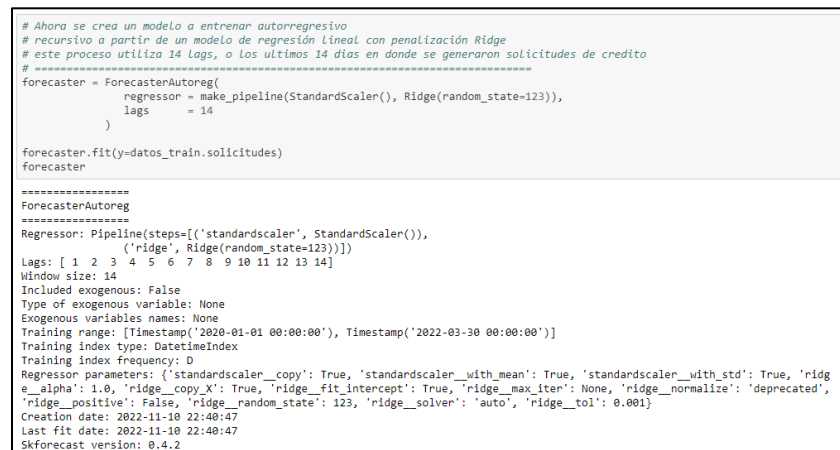 # Ahora se crea un modelo a entrenar autorregresivo
# recursivo a partir de un modelo de regresión lineal con penalización Ridge
# este proceso utiliza 14 lags, o los ultimos 14 dias en donde se generaron solicitudes de credito
# ==============================================================================
forecaster = ForecasterAutoreg(
regressor = make_pipeline(StandardScaler(), Ridge(random_state=123)),
lags = 14
)
forecaster.fit(y=datos_train.solicitudes)
forecaster
=================
ForecasterAutoreg
=================
Regressor: Pipeline(steps=[('standardscaler', StandardScaler()),
('ridge', Ridge(random_state=123))])
Lags: [ 1 2 3 4 5 6 7 8 9 10 11 12 13 14]
Window size: 14
Included exogenous: False
Type of exogenous variable: None
Exogenous variables names: None
Training range: [Timestamp('2020-01-01 00:00:00'), Timestamp('2022-03-30 00:00:00')]
Training index type: DatetimeIndex
Training index frequency: D
Regressor parameters: {'standardscaler__copy': True, 'standardscaler__with_mean': True, 'standardscaler__with_std': True, 'ridg
e__alpha': 1.0, 'ridge__copy_X': True, 'ridge__fit_intercept': True, 'ridge__max_iter': None, 'ridge__normalize': 'deprecated',
'ridge__positive': False, 'ridge__random_state': 123, 'ridge__solver': 'auto', 'ridge__tol': 0.001}
Creation date: 2022-11-10 22:40:47
Last fit date: 2022-11-10 22:40:47
Skforecast version: 0.4.2